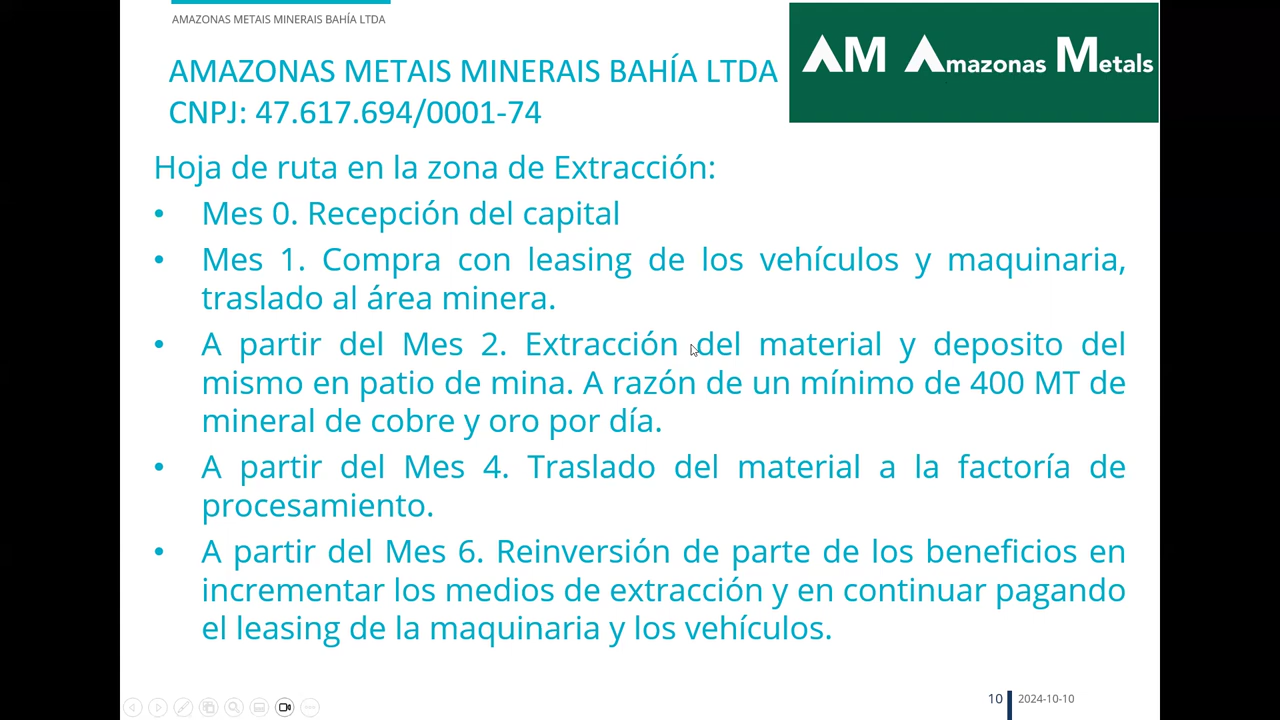 AMAZONAS METAIS MINERAIS BAHÍA LTDA
AM Amazonas Metals
AMAZONAS METAIS MINERAIS BAHÍA LTDA
CNPJ: 47.617.694/0001-74
Hoja de ruta en la zona de Extracción:
• Mes 0. Recepción del capital
• Mes 1. Compra con leasing de los vehículos y maquinaria,
traslado al área minera.
• A partir del Mes 2. Extracción del material y deposito del
mismo en patio de mina. A razón de un mínimo de 400 MT de
mineral de cobre y oro por día.
• A partir del Mes 4. Traslado del material a la factoría de
procesamiento.
• A partir del Mes 6. Reinversión de parte de los beneficios en
incrementar los medios de extracción y en continuar pagando
el leasing de la maquinaria y los vehículos.
10 2024-10-10